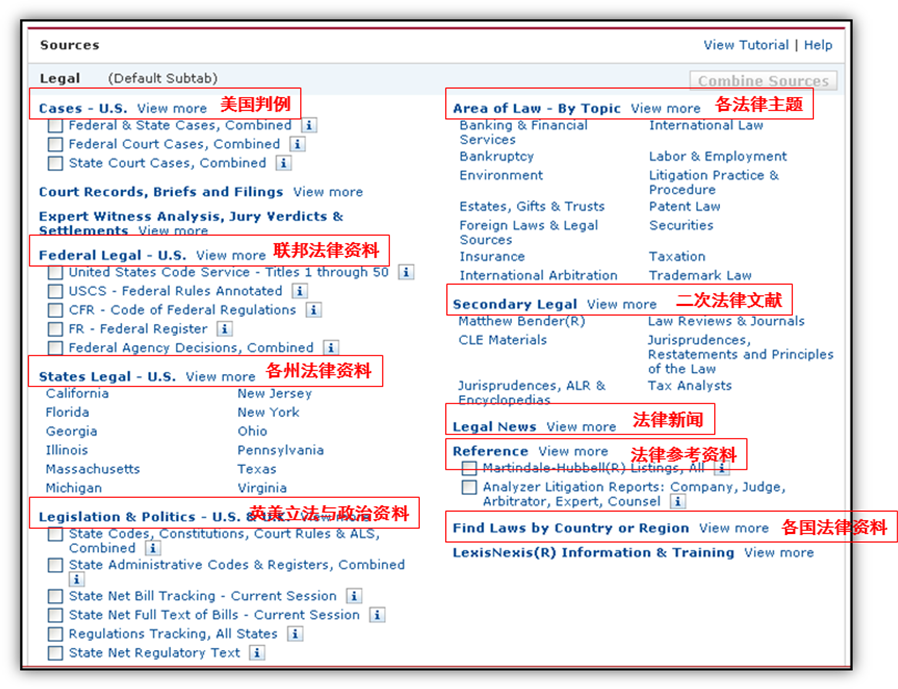 Sources
View Tutorial | Help
Legal (Default Subtab)
Combine Sources
Cases - U.S. View more 美国判例
Federal & State Cases, Combined i
Federal Court Cases, Combined i
State Court Cases, Combined i
Court Records, Briefs and Filings View more
Expert Witness Analysis, Jury Verdicts &
Settlements View more
Federal Legal - U.S. View more 联邦法律资料
United States Code Service - Titles 1 through 50 i
USCS - Federal Rules Annotated i
CFR - Code of Federal Regulations i
FR - Federal Register i
Federal Agency Decisions, Combined i
States Legal - U.S. View more 各州法律资料
California New Jersey
Florida New York
Georgia Ohio
Illinois Pennsylvania
Massachusetts Texas
Michigan Virginia
Legislation & Politics - U.S. & U.K. 英美立法与政治资料
State Codes, Constitutions, Court Rules & ALS,
Combined i
State Administrative Codes & Registers, Combined
i
State Net Bill Tracking - Current Session i
State Net Full Text of Bills - Current Session i
Regulations Tracking, All States i
State Net Regulatory Text i
Area of Law - By Topic View more 各法律主题
Banking & Financial International Law
Services
Bankruptcy Labor & Employment
Environment Litigation Practice &
Procedure
Estates, Gifts & Trusts Patent Law
Foreign Laws & Legal Securities
Sources
Insurance Taxation
International Arbitration Trademark Law
Secondary Legal View more 二次法律文献
Matthew Bender(R) Law Reviews & Journals
CLE Materials Jurisprudences,
Restatements and Principles
of the Law
Jurisprudences, ALR & Tax Analysts
Encyclopedias
Legal News View more 法律新闻
Reference View more 法律参考资料
Martindale-Hubbell(R) Listings, All i
Analyzer Litigation Reports: Company, Judge,
Arbitrator, Expert, Counsel i
Find Laws by Country or Region View more 各国法律资料
LexisNexis(R) Information & Training View more